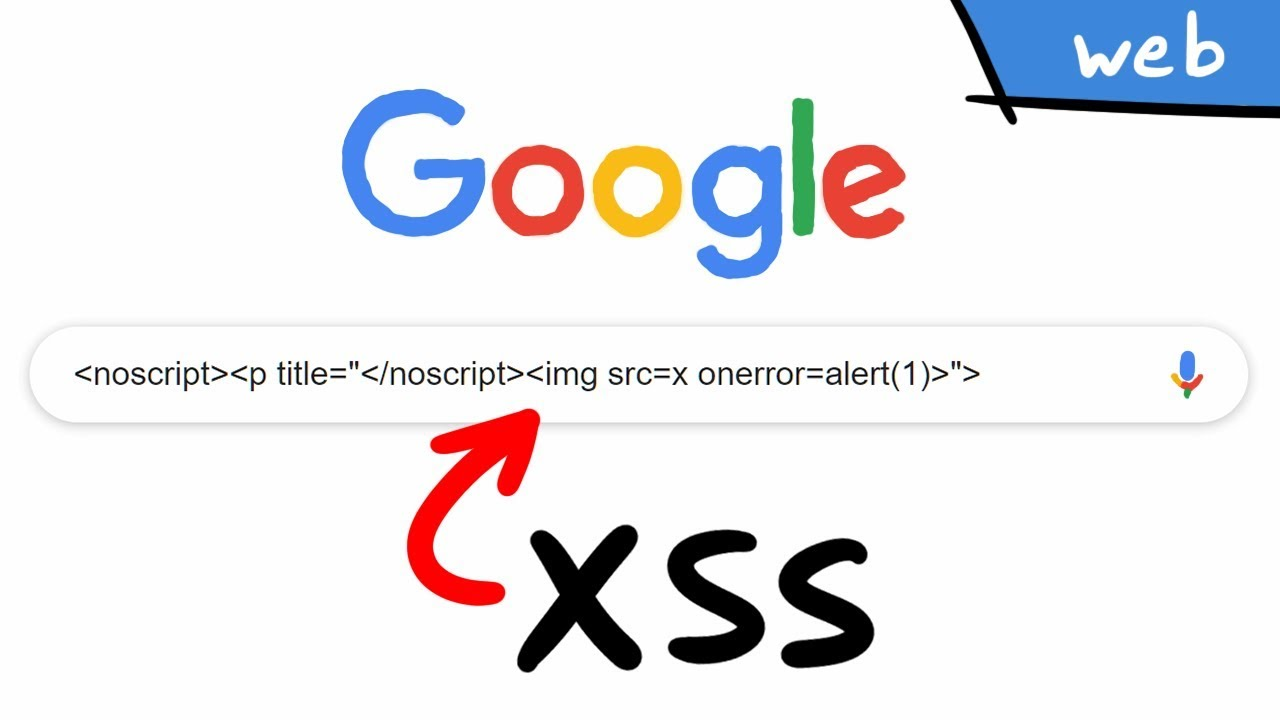 web
Google
<noscript><p title="</noscript><img src=x onerror=alert(1)>">
XSS